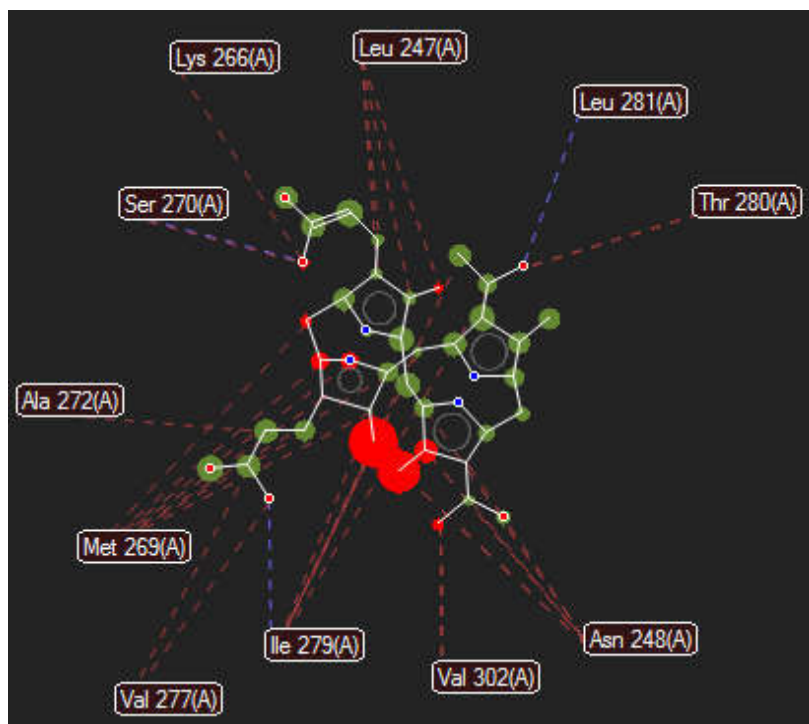 Leu 247(A)
Lys 266(A)
Leu 281(A)
Ser 270(A)
Thr 280(A)
Ala 272(A)
Met 269(A)
Ile 279(A)
Asn 248(A)
Val 302(A)
Val 277(A)